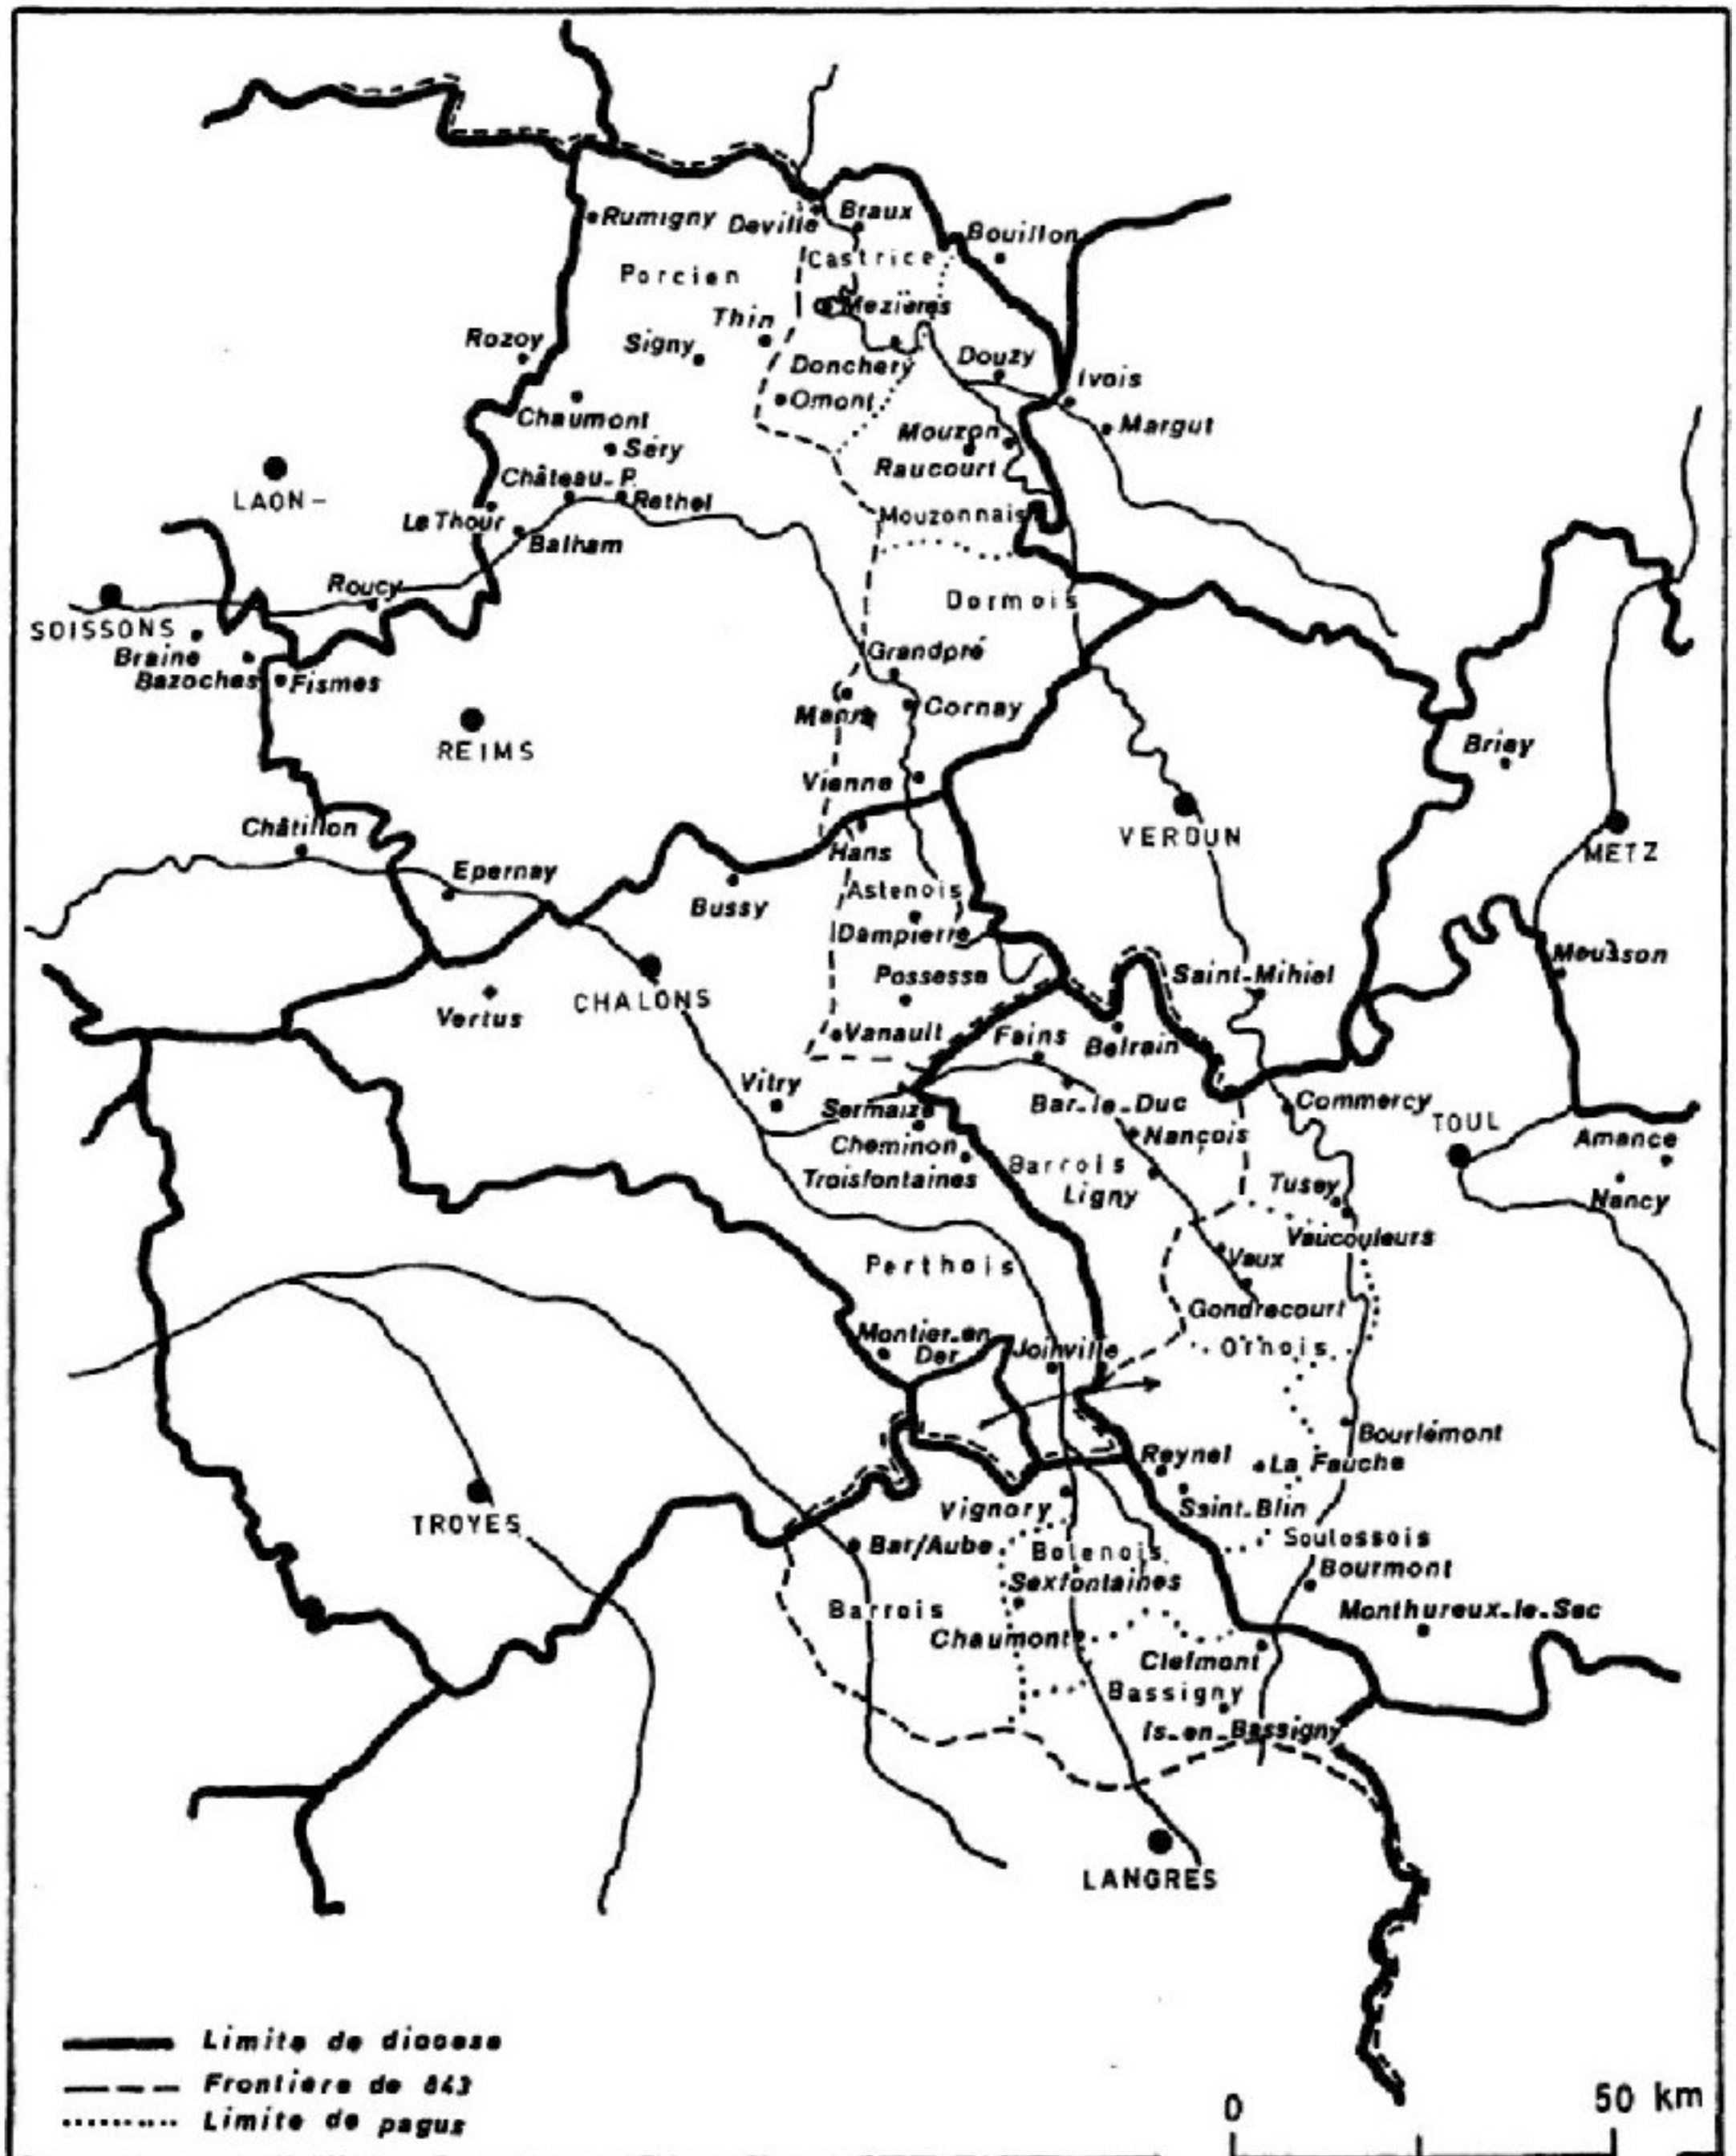 Rumigny
Deville
Braux
Bouillon
Castrice
Porcien
Mezières
Thin
Rozoy
Signy
Donchery
Douzy
Ivois
Omont
Chaumont
Margut
Mouzon
Séry
Raucourt
Château-P.
LAON
Rethel
Le Thour
Mouzonnais
Balham
Roucy
Dormois
SOISSONS
Braine
Grandpré
Bazoches
Fismes
Cornay
REIMS
Briey
Vienne
Châtillon
VERDUN
Hans
METZ
Epernay
Astenois
Bussy
Dampierre
Possesse
Saint-Mihiel
CHALONS
Vertus
Vanault
Fains
Belrain
Vitry
Sermaize
Bar-le-Duc
Commercy
TOUL
Cheminon
Nançois
Amance
Troisfontaines
Barrois
Ligny
Tusey
Nancy
Vaucouleurs
Perthois
Vaux
Gondrecourt
Montier-en
Der
Joinville
Ornois
Bourlémont
Reynel
La Fauche
Vignory
Saint-Blin
TROYES
Soulossois
Bar/Aube
Bolenois
Bourmont
Sexfontaines
Barrois
Monthureux-le-Sec
Chaumont
Clefmont
Bassigny
Is-en-Bassigny
LANGRES
Limite de diocese
Frontière de 843
Limite de pagus
0
50 km